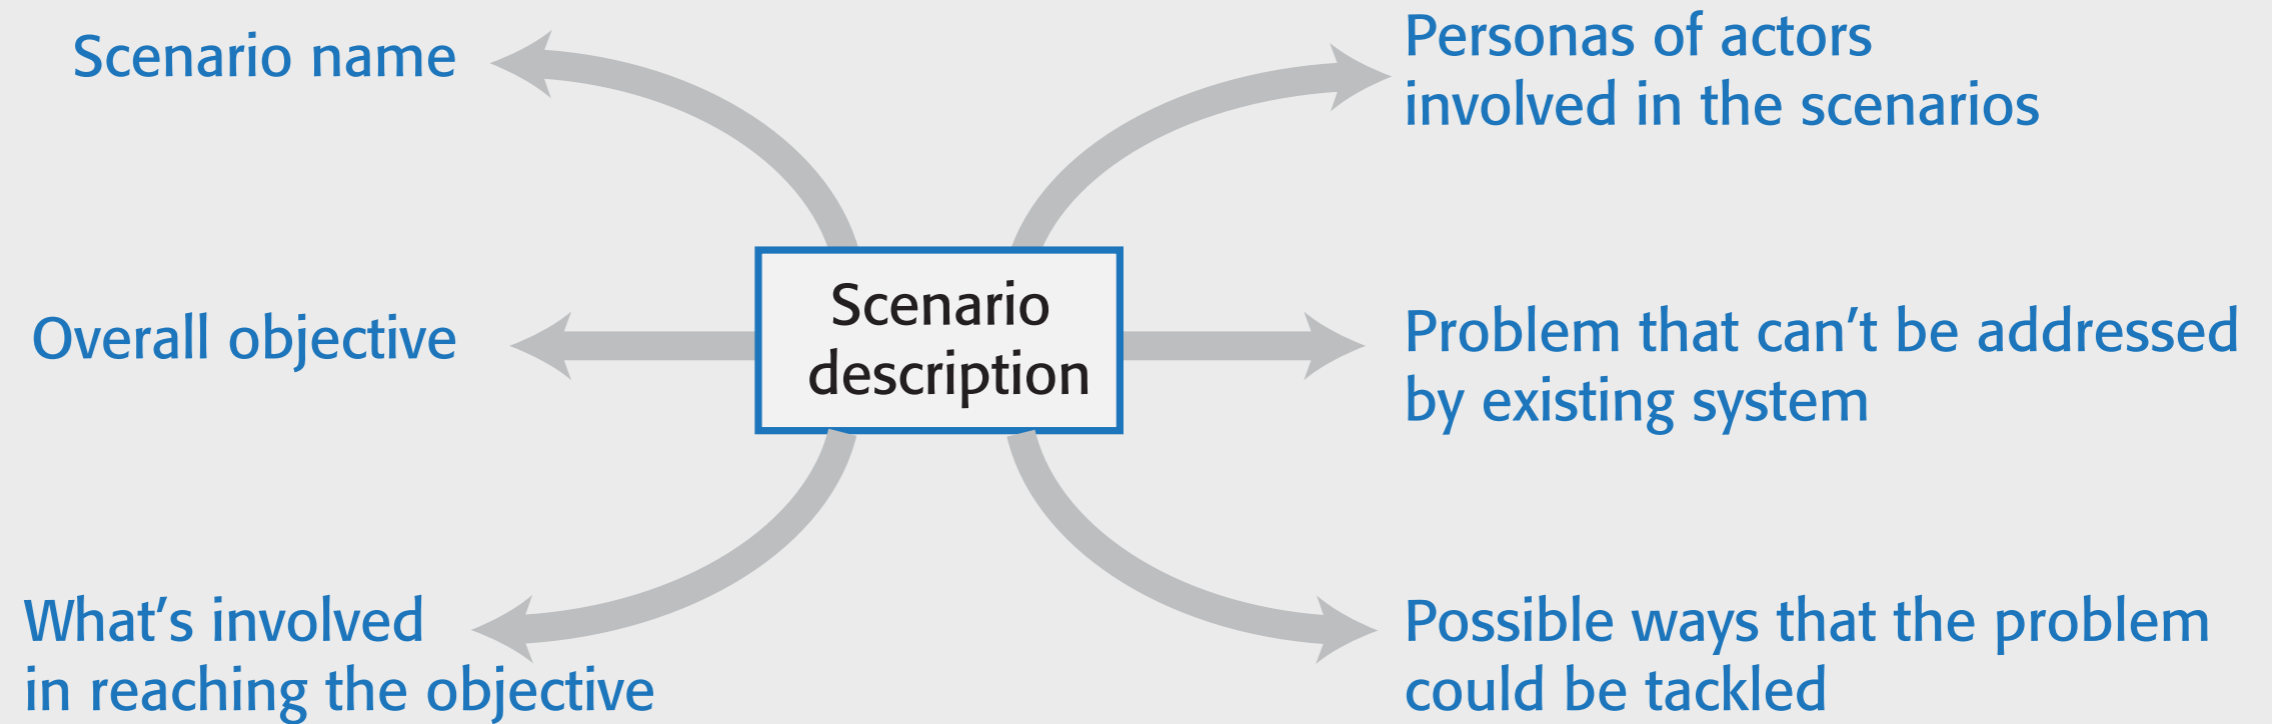 Scenario name
Personas of actors
involved in the scenarios
Scenario
description
Overall objective
Problem that can’t be addressed
by existing system
What’s involved
in reaching the objective
Possible ways that the problem
could be tackled